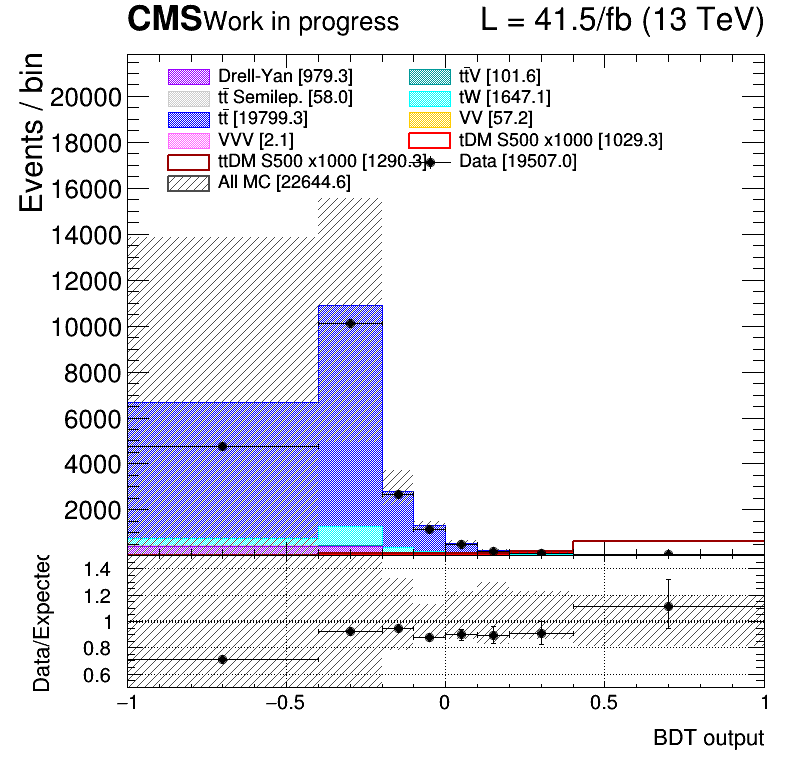 CMS Work in progress L = 41.5/fb (13 TeV)
Events / bin
Drell-Yan [979.3] tt̄V [101.6]
tt̄ Semilep. [58.0] tW [1647.1]
tt̄ [19799.3] VV [57.2]
VVV [2.1] tDM S500 x1000 [1029.3]
ttDM S500 x1000 [1290.3] Data [19507.0]
All MC [22644.6]
20000
18000
16000
14000
12000
10000
8000
6000
4000
2000
Data/Expected
1.4
1.2
1
0.8
0.6
−1 −0.5 0 0.5 1
BDT output